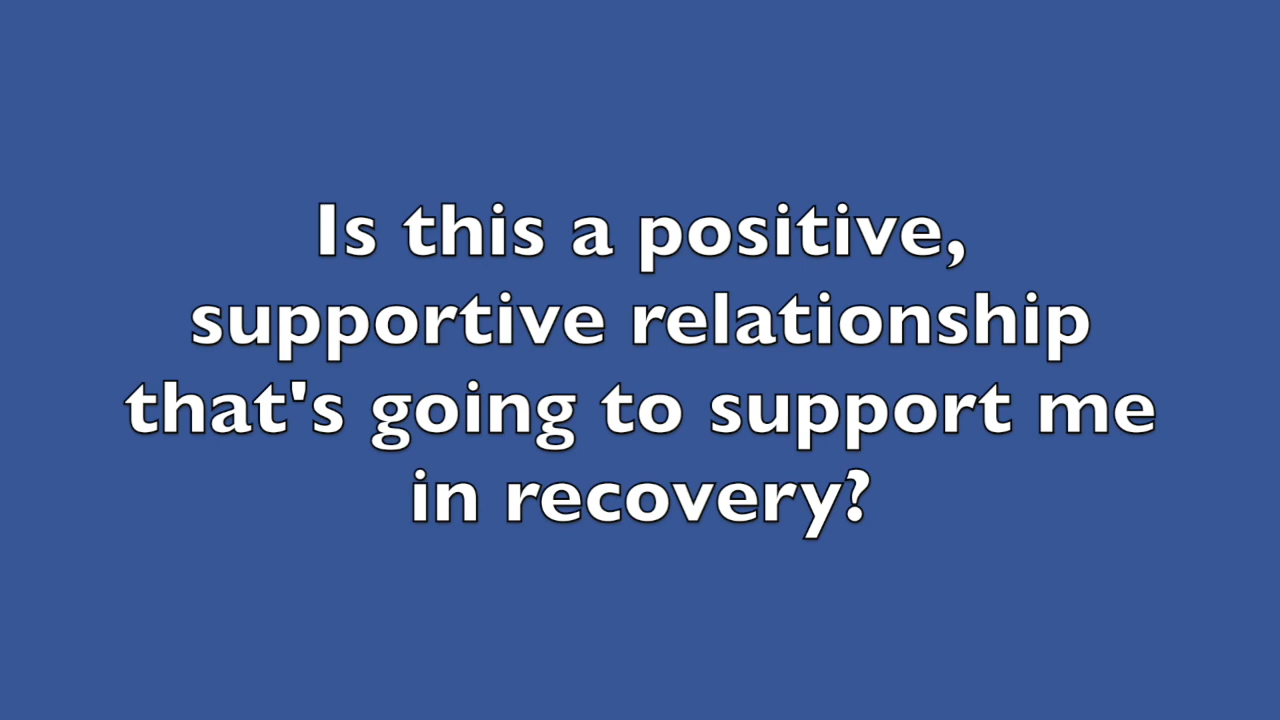 Is this a positive,
supportive relationship
that's going to support me
in recovery?